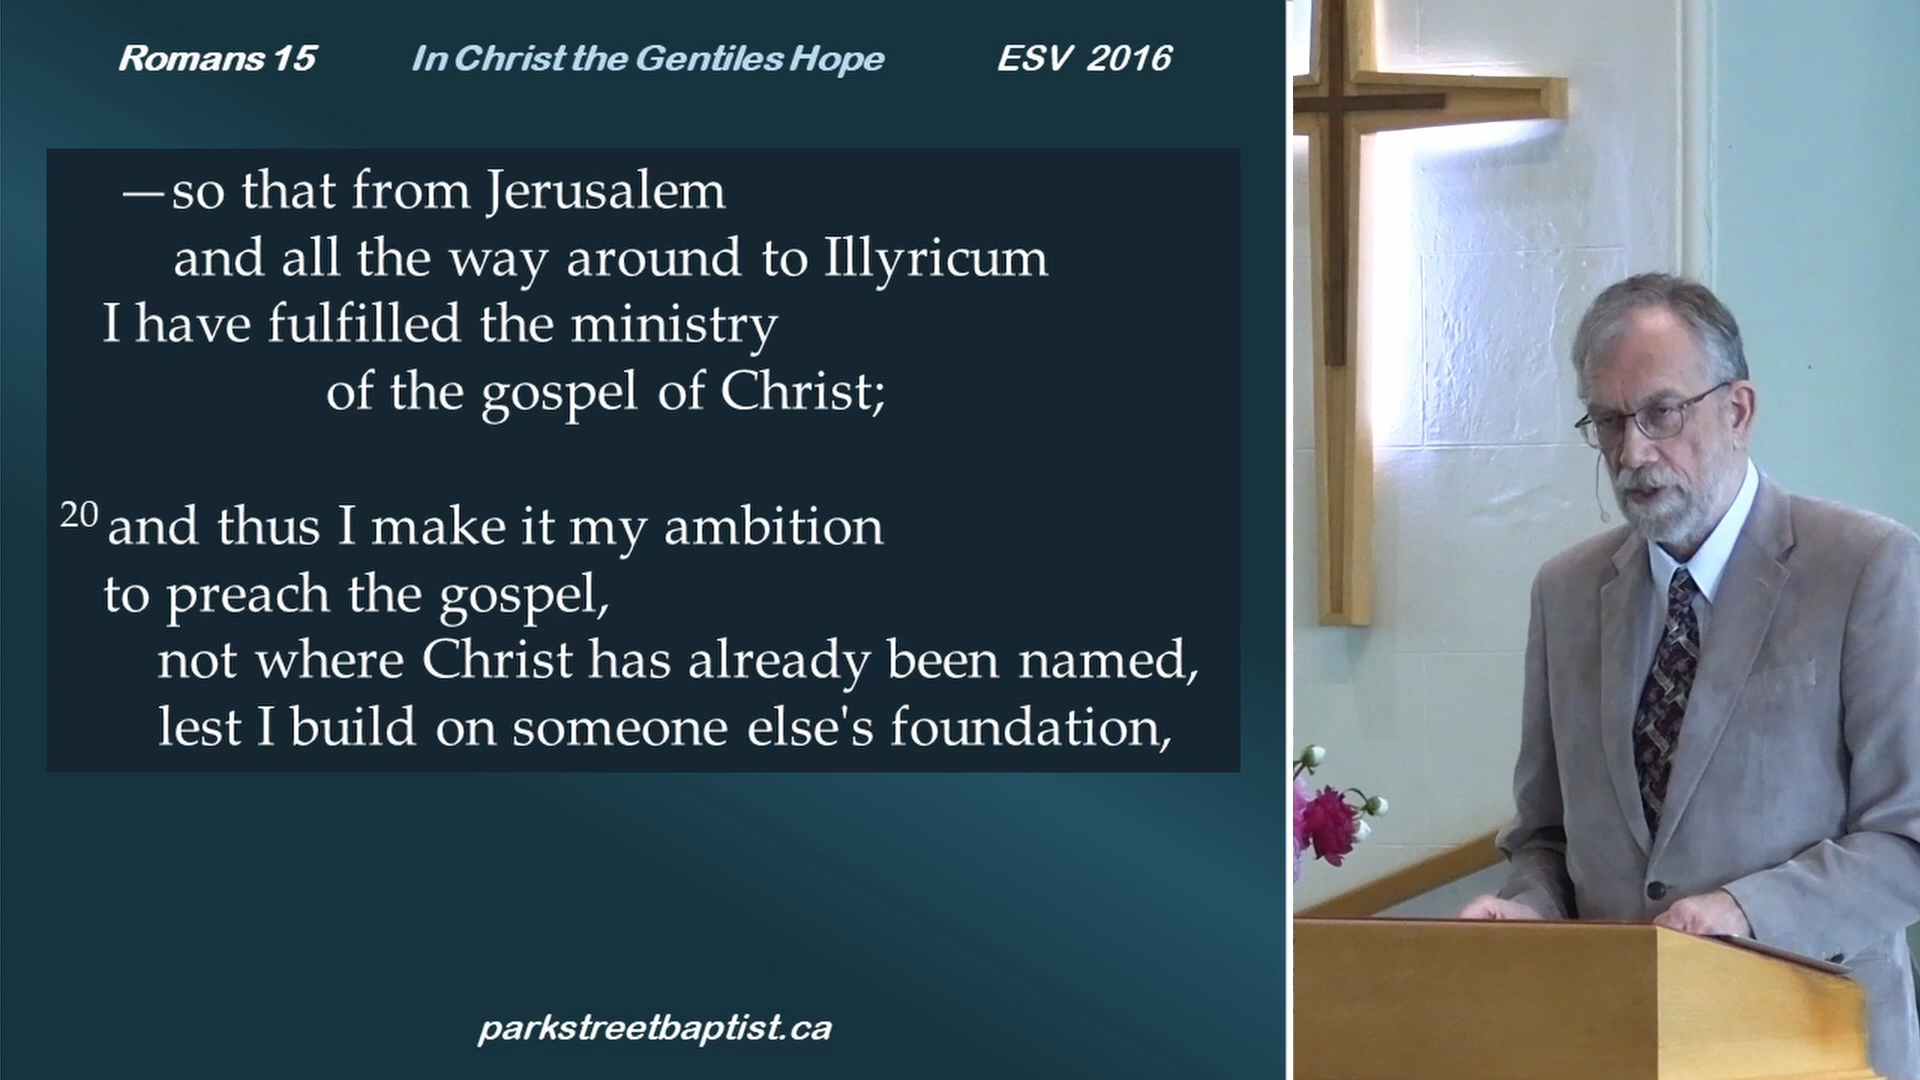 Romans 15 In Christ the Gentiles Hope ESV 2016
—so that from Jerusalem
and all the way around to Illyricum
I have fulfilled the ministry
of the gospel of Christ;
20 and thus I make it my ambition
to preach the gospel,
not where Christ has already been named,
lest I build on someone else's foundation,
parkstreetbaptist.ca